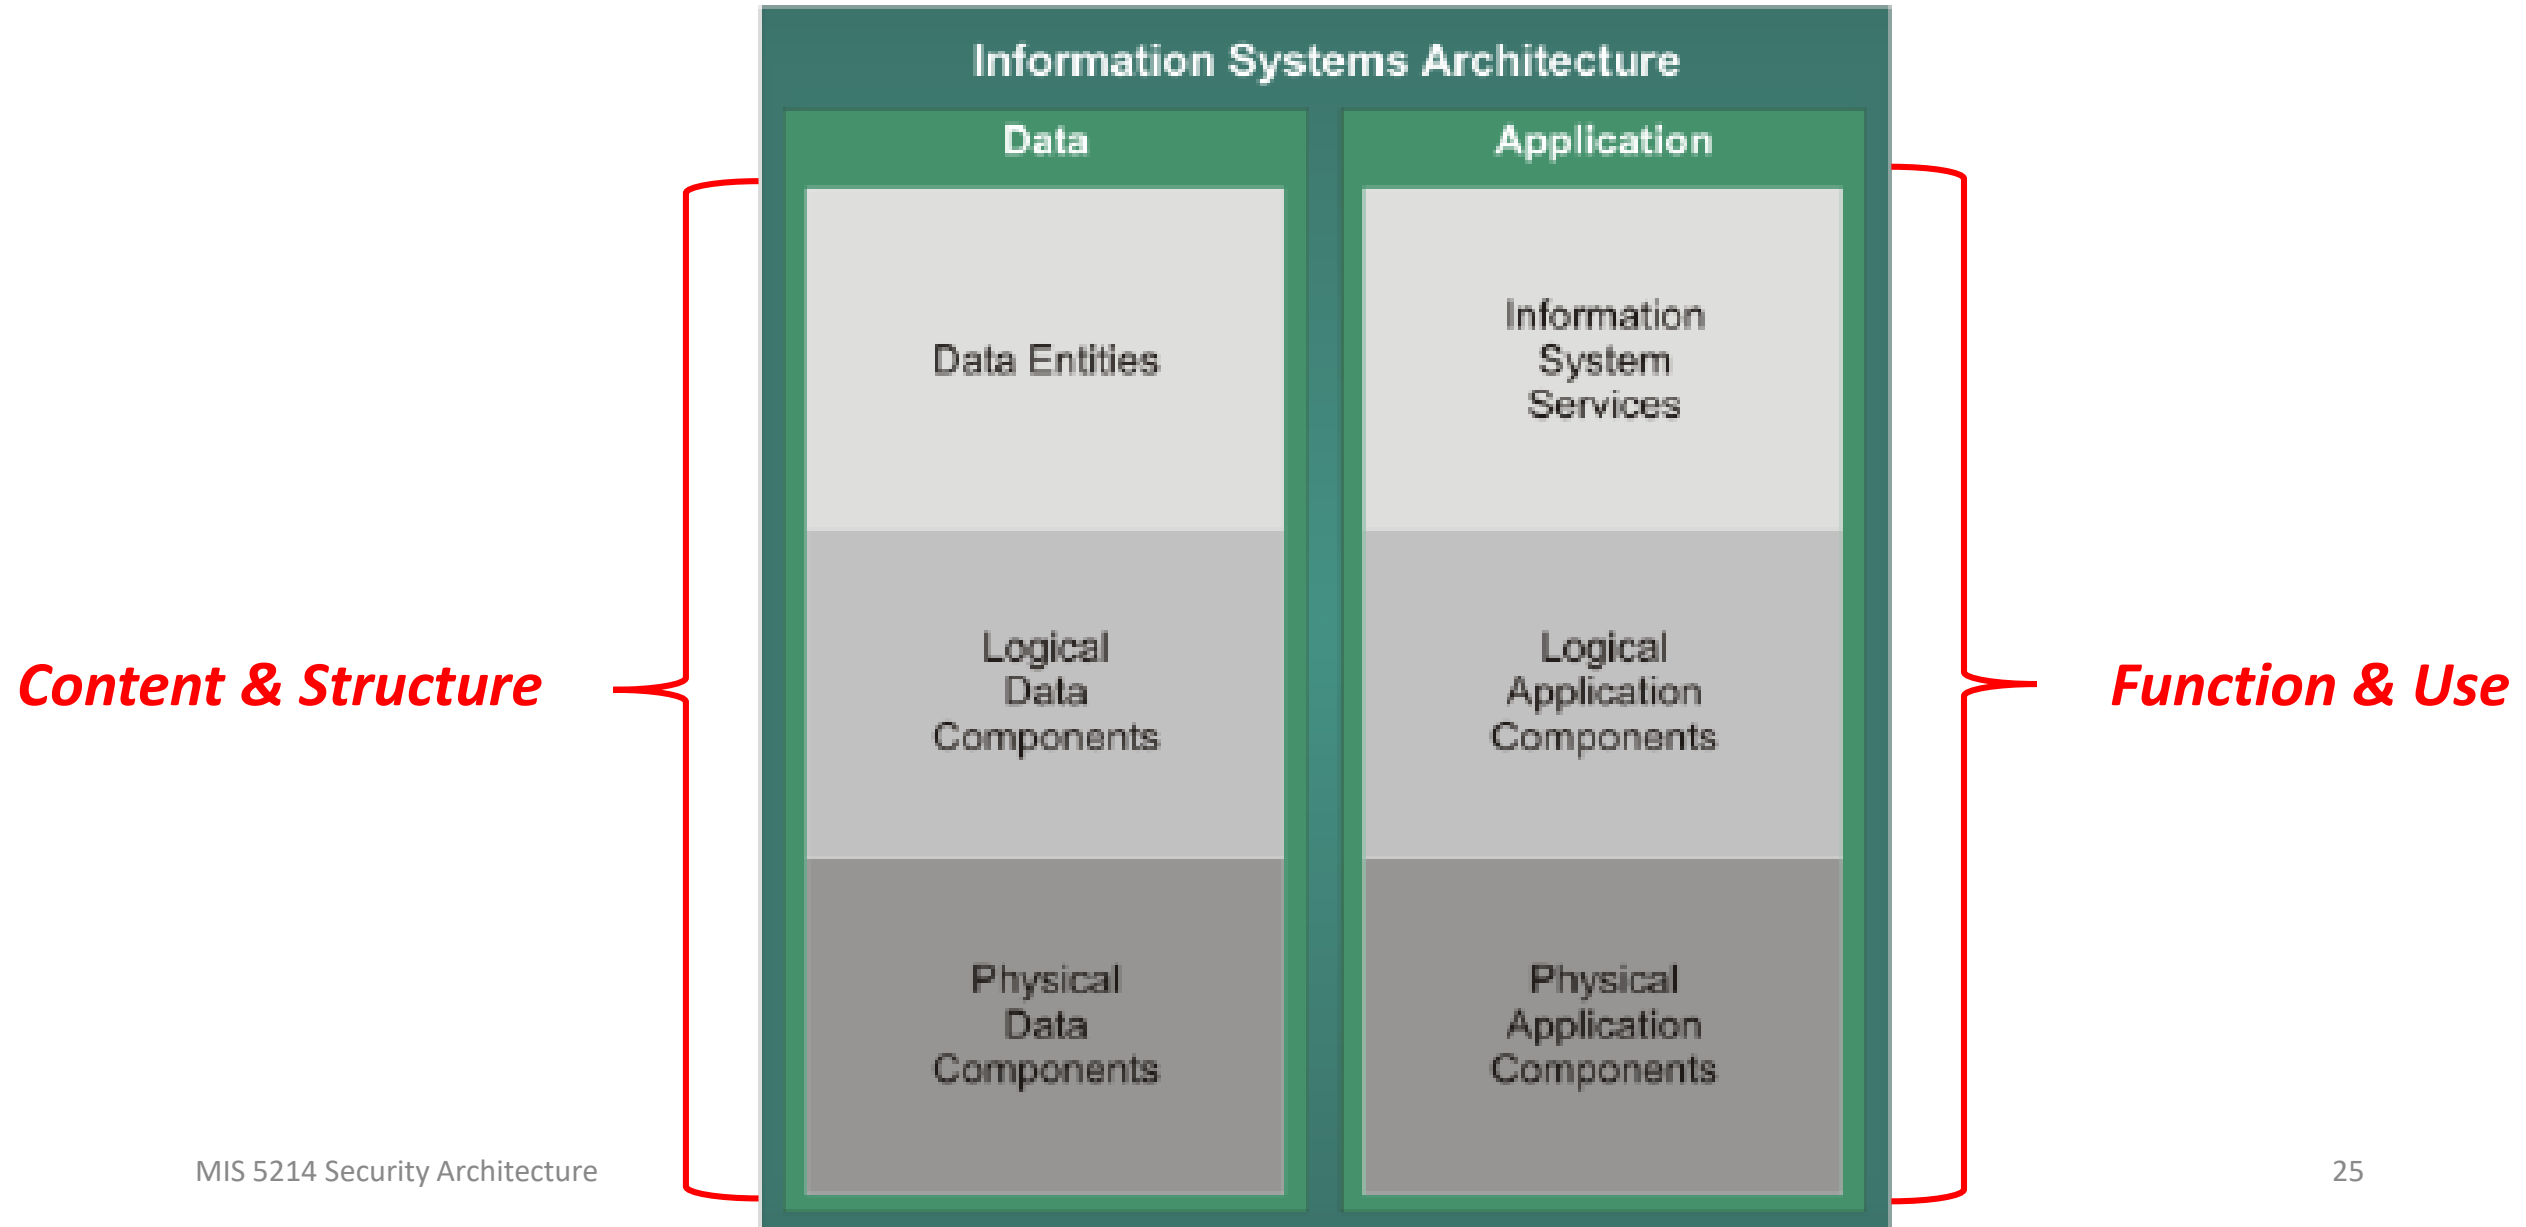 Information Systems Architecture
Data
Application
Data Entities
Information
System
Services
Logical
Data
Components
Logical
Application
Components
Content & Structure
Function & Use
Physical
Data
Components
Physical
Application
Components
MIS 5214 Security Architecture
25